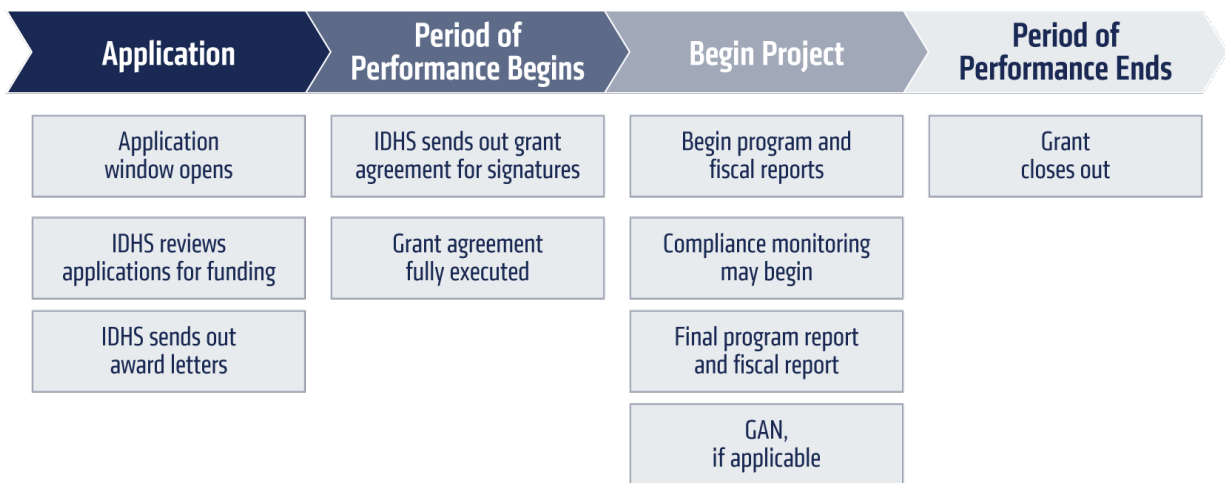 Application
Period of
Performance Begins
Begin Project
Period of
Performance Ends
Application
window opens
IDHS reviews
applications for funding
IDHS sends out
award letters
IDHS sends out grant
agreement for signatures
Grant agreement
fully executed
Begin program and
fiscal reports
Compliance monitoring
may begin
Final program report
and fiscal report
GAN,
if applicable
Grant
closes out